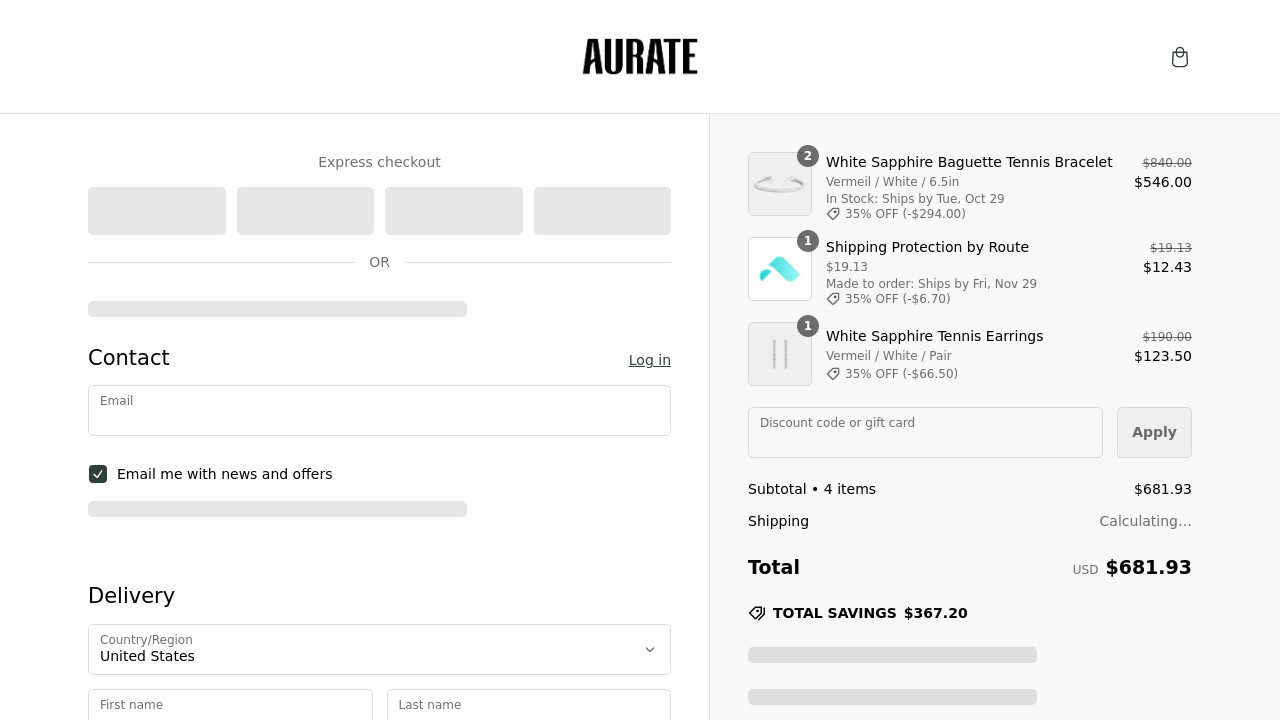 AURATE
Express checkout
OR
Contact
Log in
Email
Email me with news and offers
Delivery
Country/Region
United States
First name
Last name
2
White Sapphire Baguette Tennis Bracelet
$840.00
Vermeil / White / 6.5in
$546.00
In Stock: Ships by Tue, Oct 29
35% OFF (-$294.00)
1
Shipping Protection by Route
$19.13
$19.13
$12.43
Made to order: Ships by Fri, Nov 29
35% OFF (-$6.70)
1
White Sapphire Tennis Earrings
$190.00
Vermeil / White / Pair
$123.50
35% OFF (-$66.50)
Discount code or gift card
Apply
Subtotal • 4 items
$681.93
Shipping
Calculating...
Total
USD $681.93
TOTAL SAVINGS $367.20